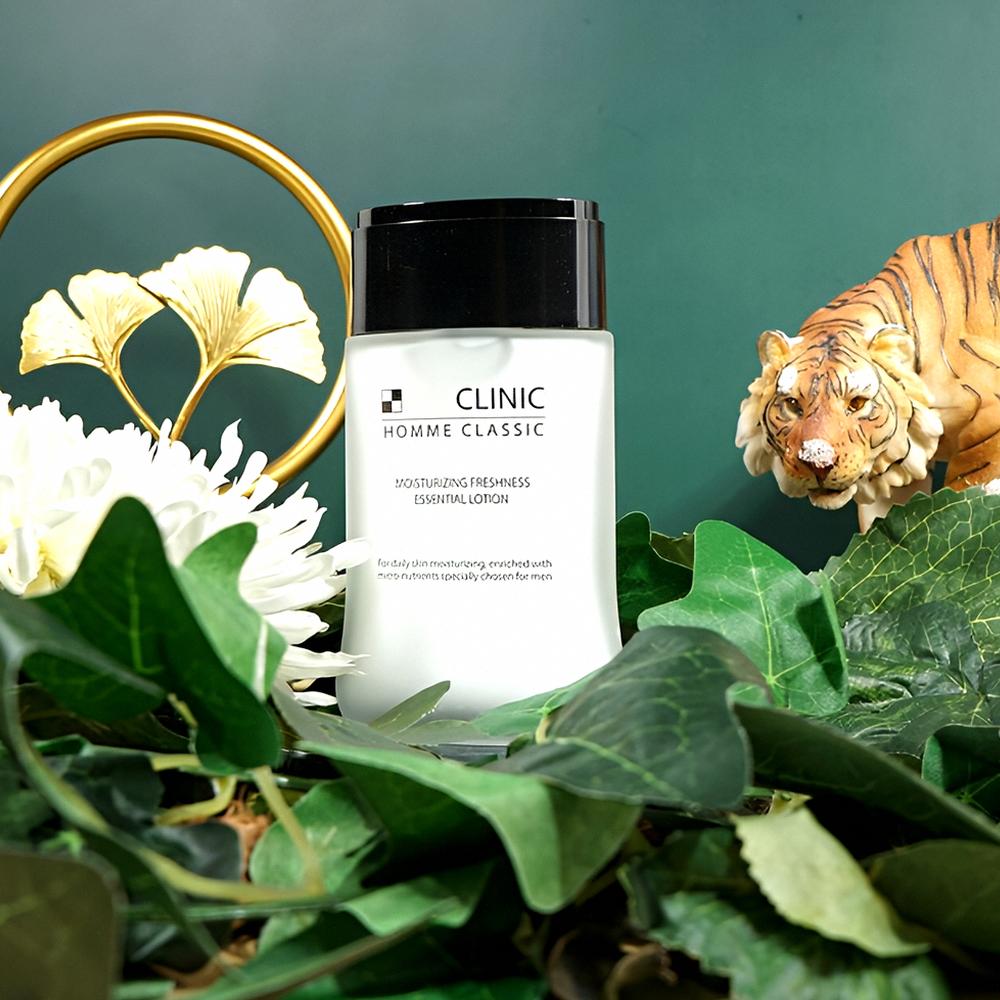 CLINIC
HOMME CLASSIC
MOISTURIZING FRESHNESS
ESSENTIAL LOTION
for daily skin moisturizing, enriched with
micro-nutrients specially chosen for men